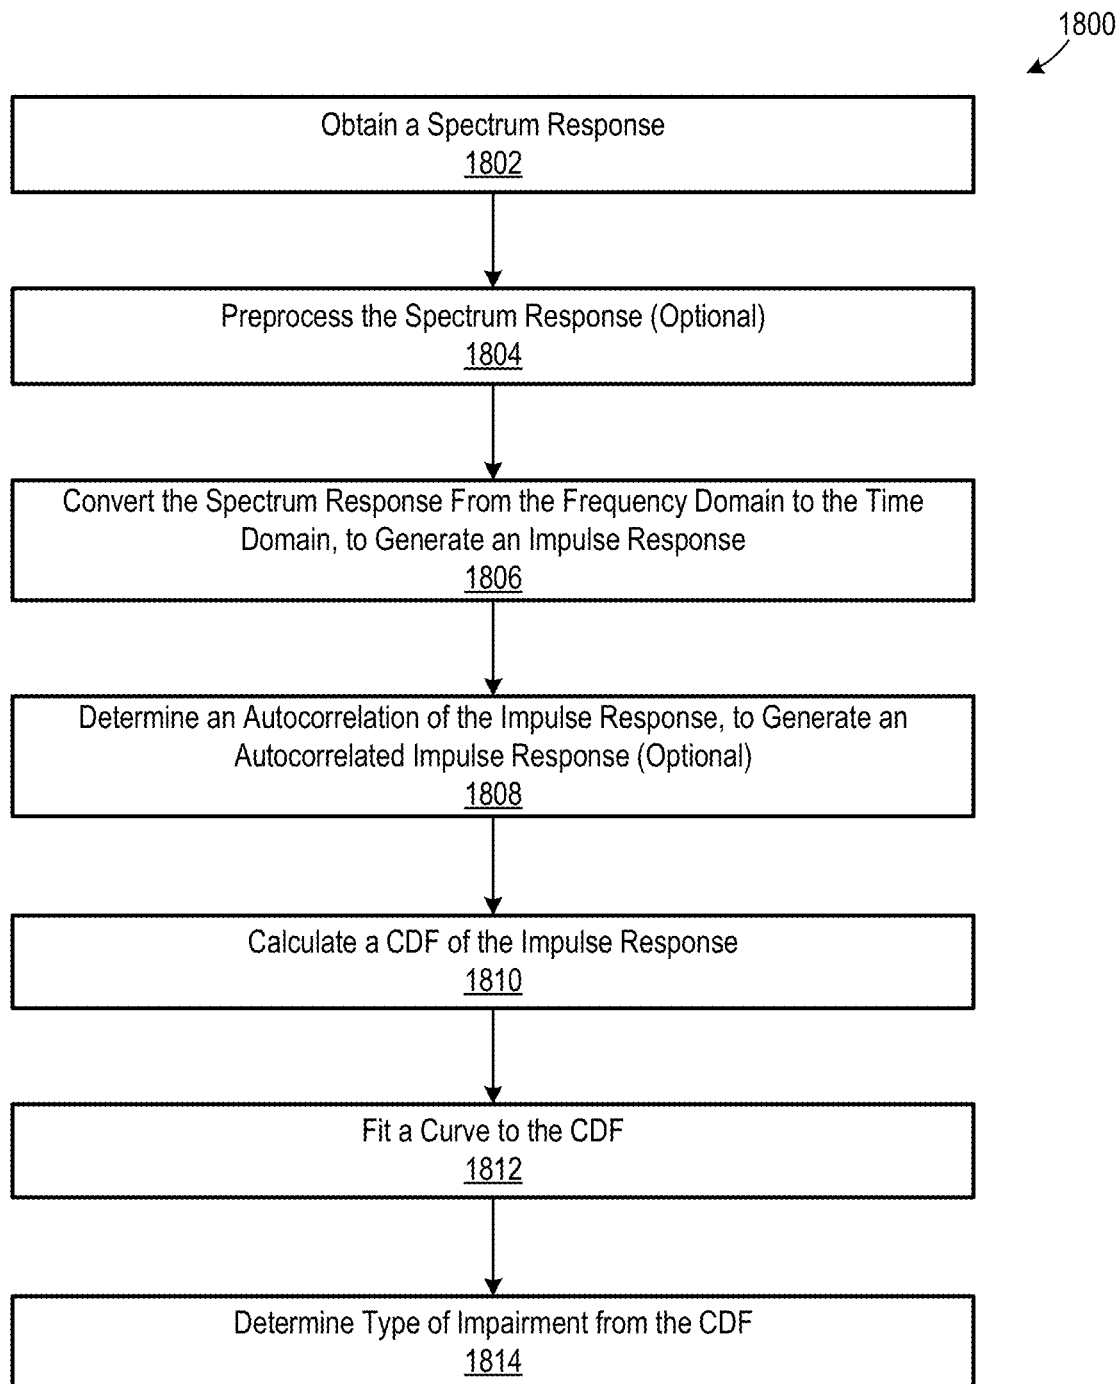 1800
Obtain a Spectrum Response
1802
Preprocess the Spectrum Response (Optional)
1804
Convert the Spectrum Response From the Frequency Domain to the Time
Domain, to Generate an Impulse Response
1806
Determine an Autocorrelation of the Impulse Response, to Generate an
Autocorrelated Impulse Response (Optional)
1808
Calculate a CDF of the Impulse Response
1810
Fit a Curve to the CDF
1812
Determine Type of Impairment from the CDF
1814